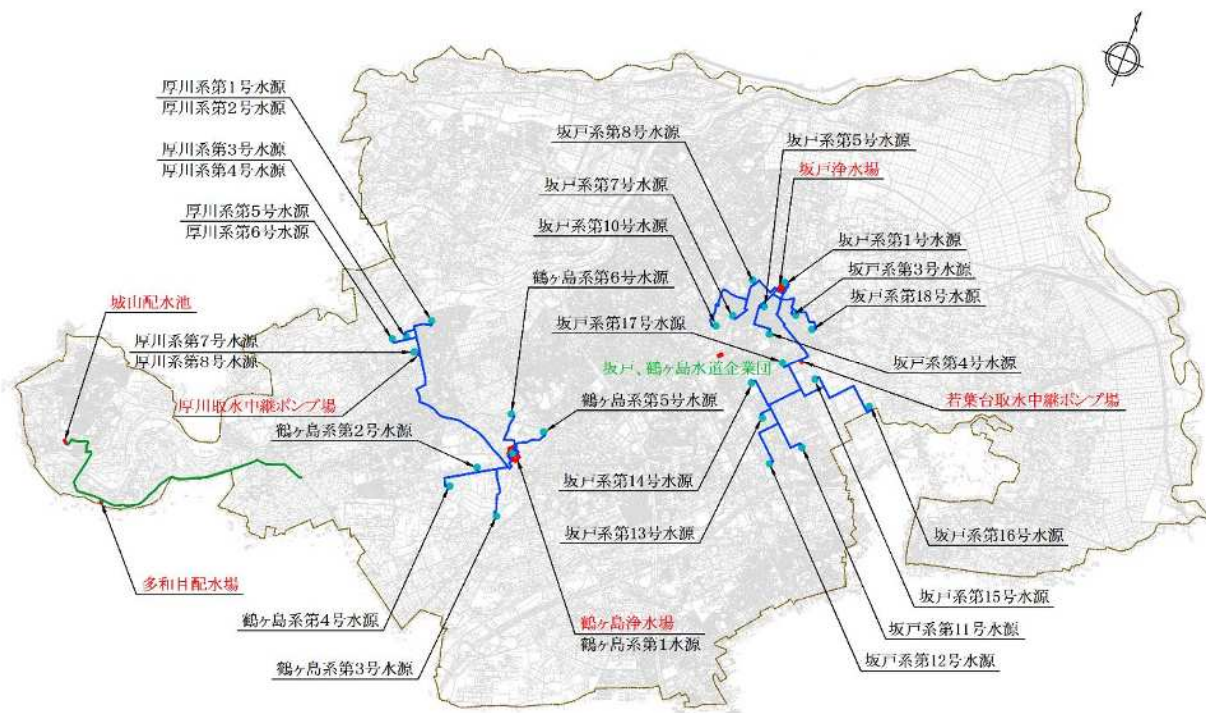 厚川系第1号水源
厚川系第2号水源
厚川系第3号水源
厚川系第4号水源
厚川系第5号水源
厚川系第6号水源
城山配水池
厚川系第7号水源
厚川系第8号水源
厚川取水中継ポンプ場
鶴ヶ島系第2号水源
多和目配水場
鶴ヶ島系第4号水源
鶴ヶ島系第3号水源
鶴ヶ島系第6号水源
鶴ヶ島系第5号水源
鶴ヶ島浄水場
鶴ヶ島系第1水源
坂戸系第8号水源
坂戸系第7号水源
坂戸系第10号水源
坂戸系第17号水源
坂戸、鶴ヶ島水道企業団
坂戸系第14号水源
坂戸系第13号水源
坂戸系第5号水源
坂戸浄水場
坂戸系第1号水源
坂戸系第3号水源
坂戸系第18号水源
坂戸系第4号水源
若葉台取水中継ポンプ場
坂戸系第16号水源
坂戸系第15号水源
坂戸系第11号水源
坂戸系第12号水源